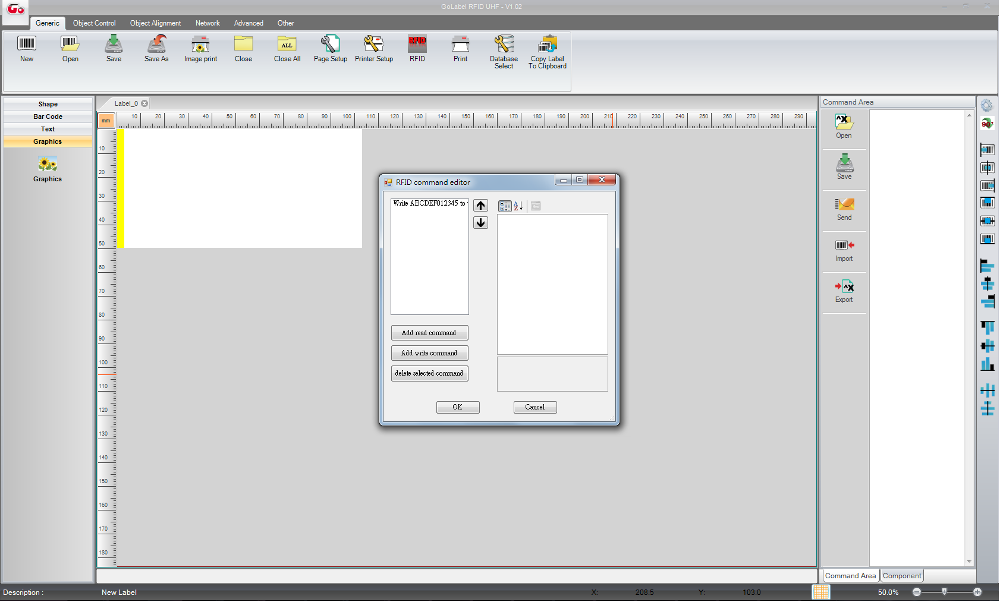 GoLabel RFID UHF - V1.02
Go
Generic
Object Control
Object Alignment
Network
Advanced
Other
New
Open
Save
Save As
Image print
Close
ALL
Close All
Page Setup
Printer Setup
RFID
RFID
Print
Database
Select
Copy Label
To Clipboard
Shape
Bar Code
Text
Graphics
Graphics
Label_0
mm
10 20 30 40 50 60 70 80 90 100 110 120 130 140 150 160 170 180 190 200 210 220 230 240 250 260 270 280 290
10
20
30
40
50
60
70
80
90
100
110
120
130
140
150
160
170
180
RFID command editor
Write ABCDEF012345 to
A
Z
Add read command
Add write command
delete selected command
OK
Cancel
Command Area
^X
Open
Save
Send
Import
^X
Export
90°
Command Area
Component
Description :
New Label
X:
208.5
Y:
103.0
50.0%